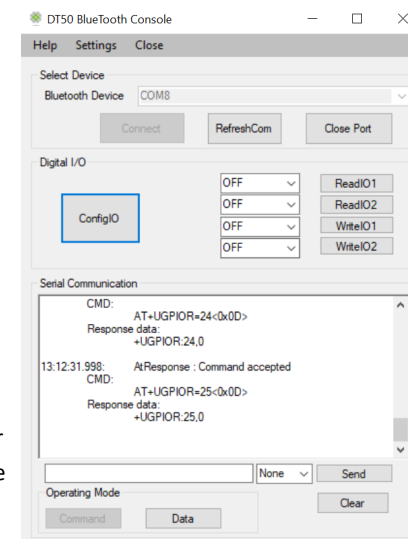 DT50 BlueTooth Console
Help Settings Close
Select Device
Bluetooth Device COM8
Connect RefreshCom Close Port
Digital I/O
ConfigIO
OFF ReadIO1
OFF ReadIO2
OFF WriteIO1
OFF WriteIO2
Serial Communication
CMD:
AT+UGPIOR=24<0x0D>
Response data:
+UGPIOR:24,0
13:12:31.998: AtResponse : Command accepted
CMD:
AT+UGPIOR=25<0x0D>
Response data:
+UGPIOR:25,0
None Send
Operating Mode
Command Data
Clear